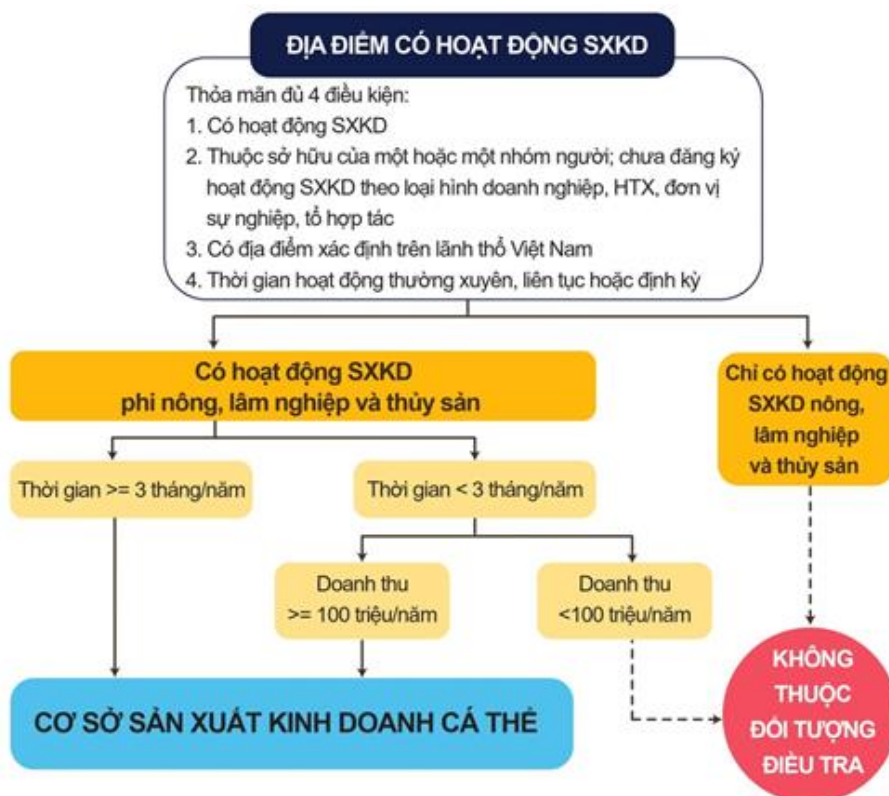 ĐỊA ĐIỂM CÓ HOẠT ĐỘNG SXKD
Thỏa mãn đủ 4 điều kiện:
1. Có hoạt động SXKD
2. Thuộc sở hữu của một hoặc một nhóm người; chưa đăng ký
hoạt động SXKD theo loại hình doanh nghiệp, HTX, đơn vị
sự nghiệp, tổ hợp tác
3. Có địa điểm xác định trên lãnh thổ Việt Nam
4. Thời gian hoạt động thường xuyên, liên tục hoặc định kỳ
Có hoạt động SXKD
phi nông, lâm nghiệp và thủy sản
Chỉ có hoạt động
SXKD nông,
lâm nghiệp
và thủy sản
Thời gian >= 3 tháng/năm
Thời gian < 3 tháng/năm
Doanh thu
>= 100 triệu/năm
Doanh thu
<100 triệu/năm
CƠ SỞ SẢN XUẤT KINH DOANH CÁ THỂ
KHÔNG
THUỘC
ĐỐI TƯỢNG
ĐIỀU TRA